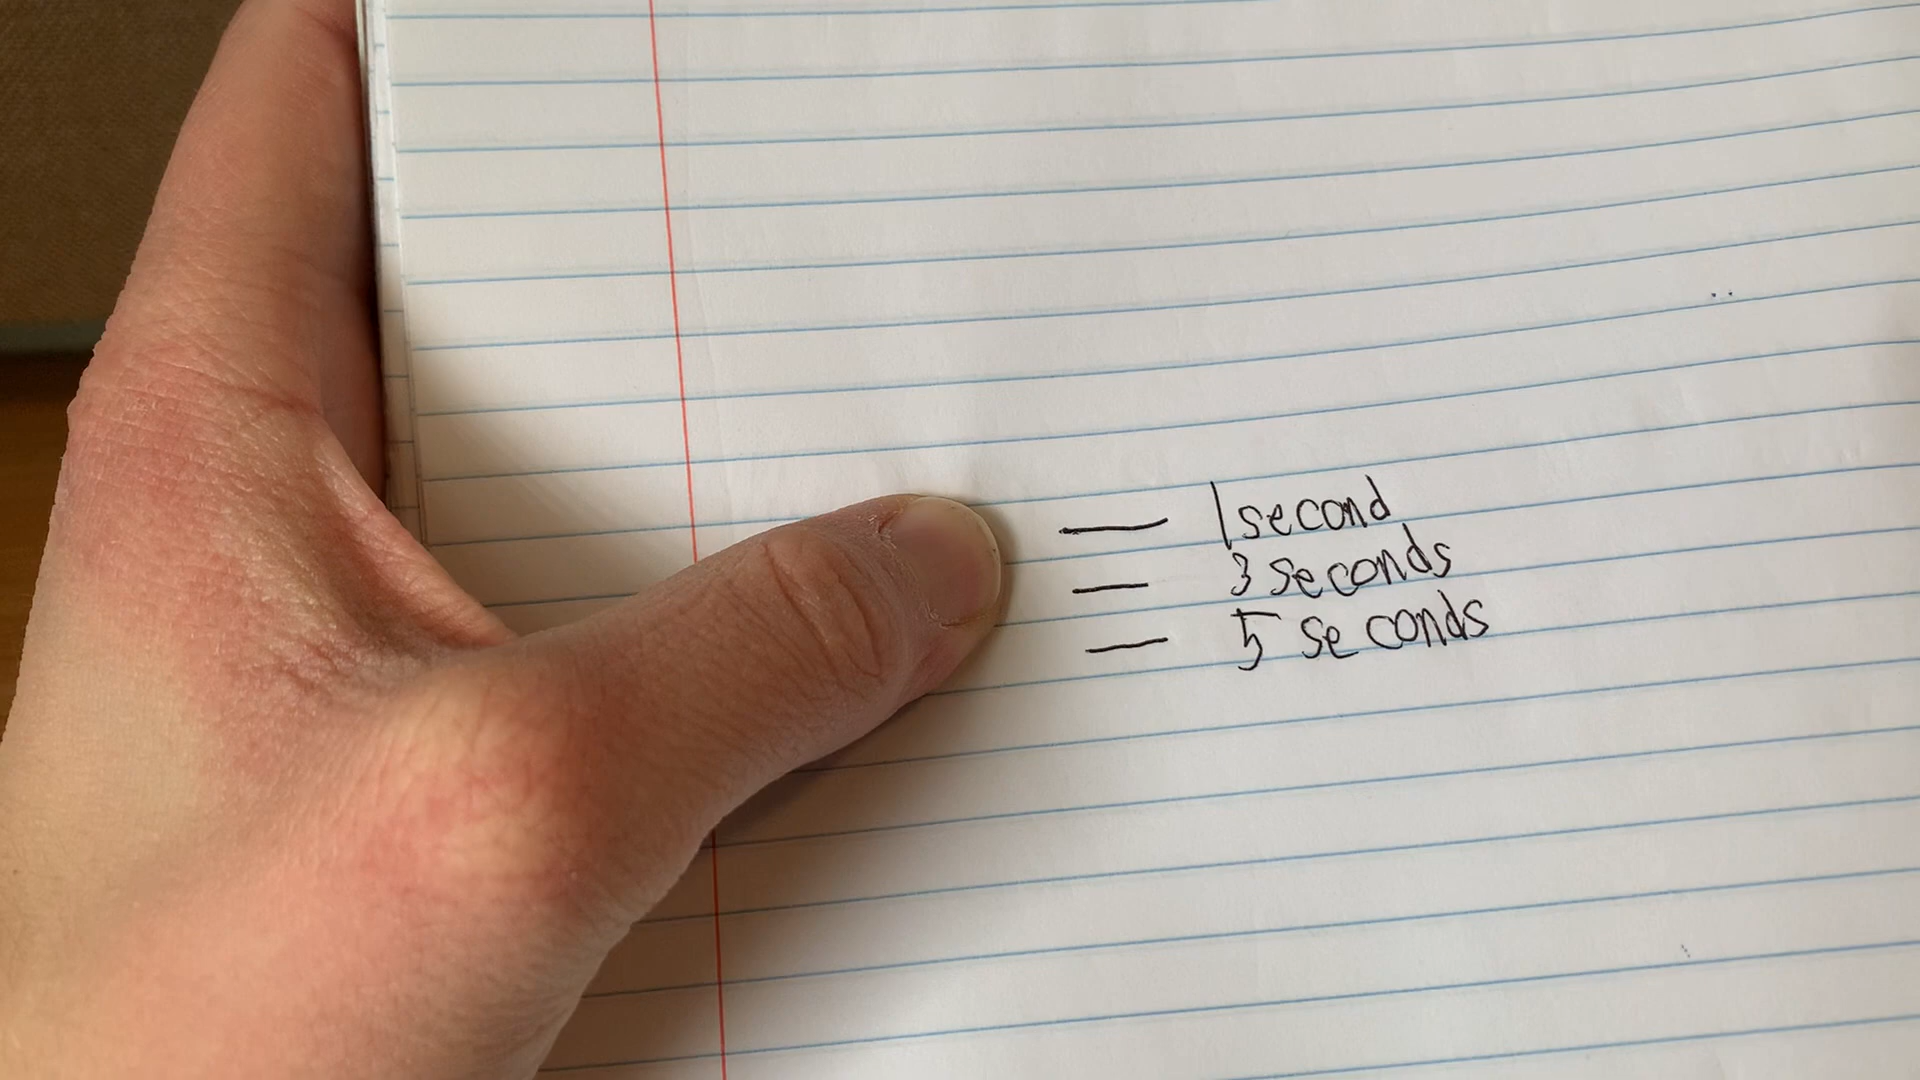 — 1 second
— 3 seconds
— 5 seconds